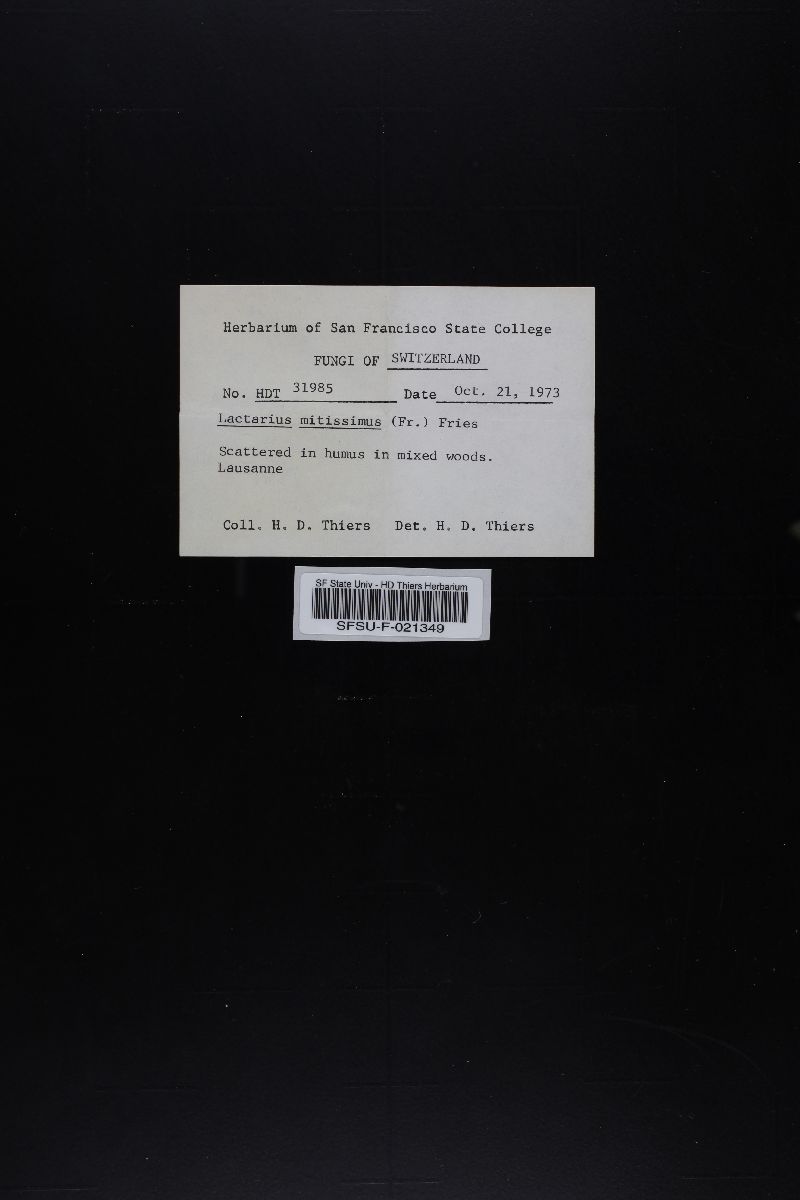 Herbarium of San Francisco State College
FUNGI OF SWITZERLAND
No. HDT 31985 Date Oct. 21, 1973
Lactarius mitissimus (Fr.) Fries
Scattered in humus in mixed woods.
Lausanne
Coll. H. D. Thiers Det. H. D. Thiers
SF State Univ - HD Thiers Herbarium
SFSU-F-021349